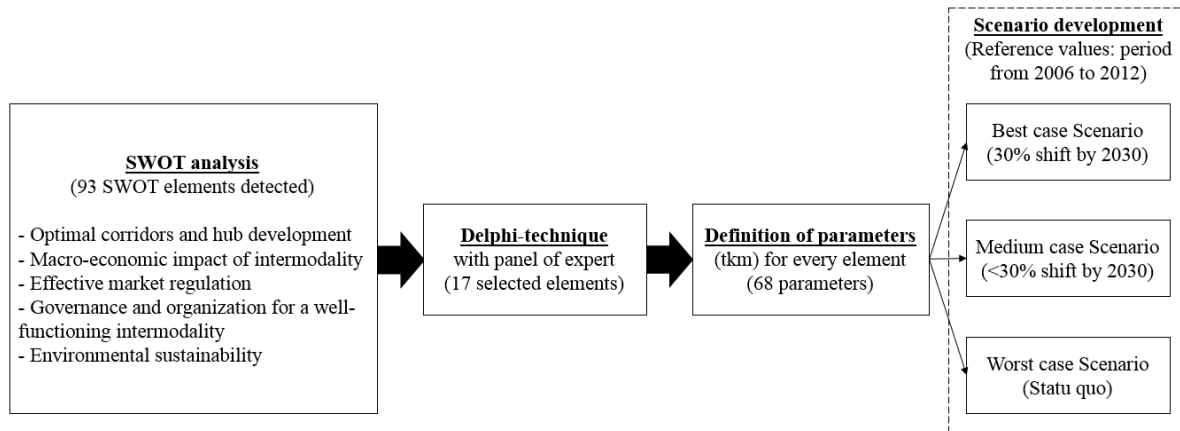 SWOT analysis
(93 SWOT elements detected)
- Optimal corridors and hub development
- Macro-economic impact of intermodality
- Effective market regulation
- Governance and organization for a well-
functioning intermodality
- Environmental sustainability
Delphi-technique
with panel of expert
(17 selected elements)
Definition of parameters
(tkm) for every element
(68 parameters)
Scenario development
(Reference values: period
from 2006 to 2012)
Best case Scenario
(30% shift by 2030)
Medium case Scenario
(<30% shift by 2030)
Worst case Scenario
(Statu quo)